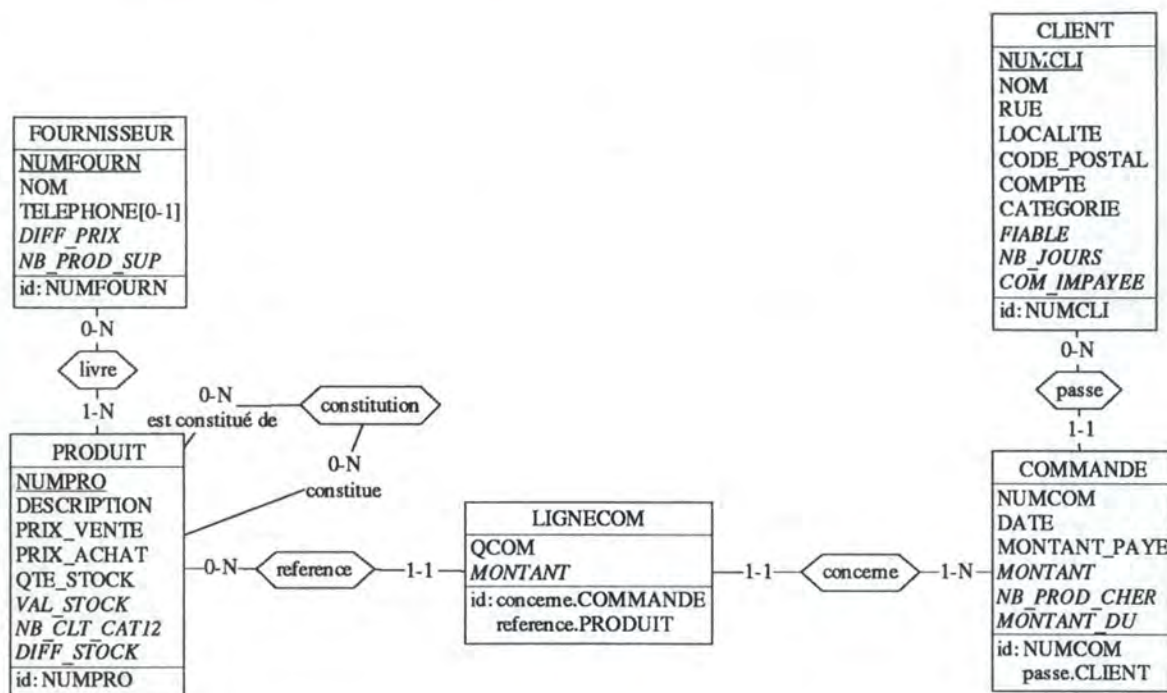 CLIENT
NUMCLI
NOM
RUE
LOCALITE
CODE_POSTAL
COMPTE
CATEGORIE
FIABLE
NB_JOURS
COM_IMPAYEE
id: NUMCLI
FOURNISSEUR
NUMFOURN
NOM
TELEPHONE[0-1]
DIFF_PRIX
NB_PROD_SUP
id: NUMFOURN
0-N
livre
1-N
0-N
est constitué de
constitution
0-N
constitue
0-N
passe
1-1
PRODUIT
NUMPRO
DESCRIPTION
PRIX_VENTE
PRIX_ACHAT
QTE_STOCK
VAL_STOCK
NB_CLT_CAT12
DIFF_STOCK
id: NUMPRO
0-N
reference
1-1
LIGNECOM
QCOM
MONTANT
id: concerne.COMMANDE
reference.PRODUIT
1-1
concerne
1-N
COMMANDE
NUMCOM
DATE
MONTANT_PAYE
MONTANT
NB_PROD_CHER
MONTANT_DU
id: NUMCOM
passe.CLIENT